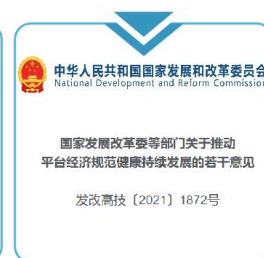 中华人民共和国国家发展和改革委员会
National Development and Reform Commission
国家发展改革委等部门关于推动
平台经济规范健康持续发展的若干意见
发改高技〔2021〕1872号